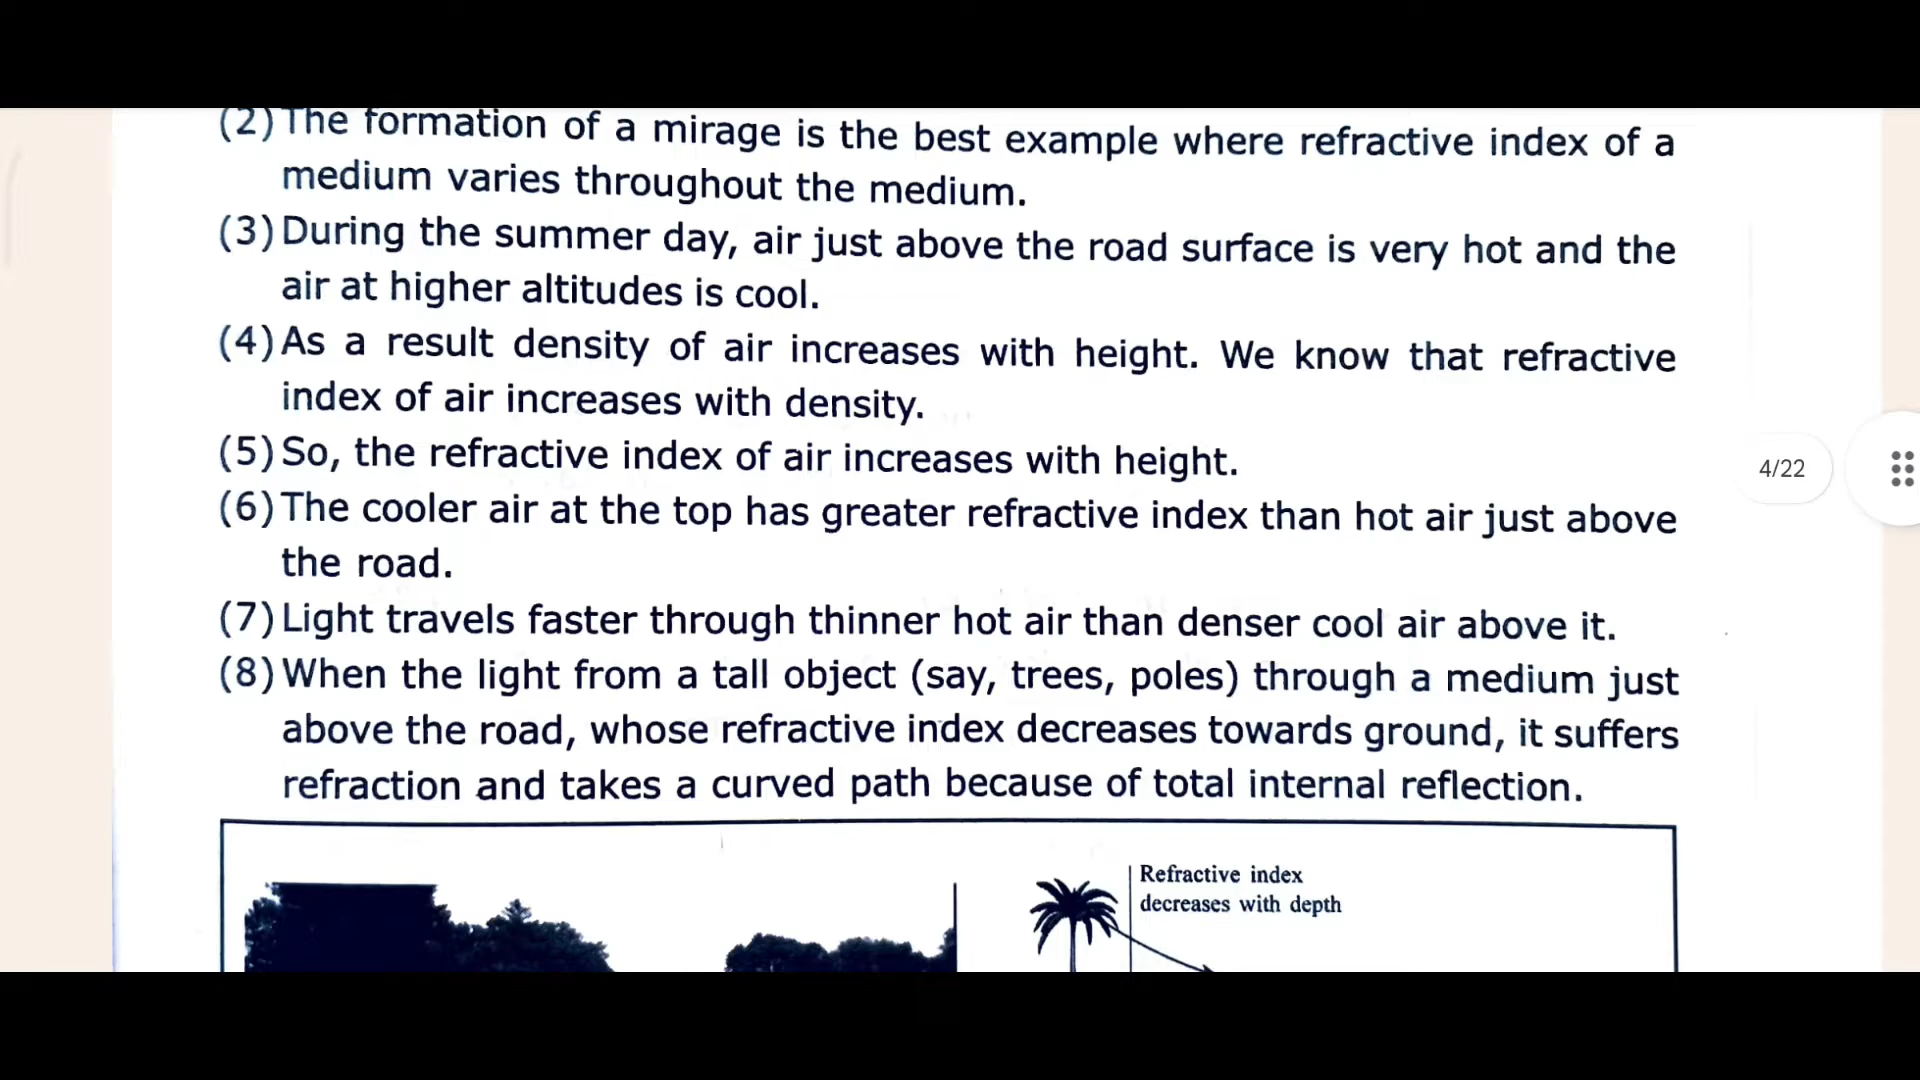 (2) The formation of a mirage is the best example where refractive index of a
medium varies throughout the medium.
(3) During the summer day, air just above the road surface is very hot and the
air at higher altitudes is cool.
(4) As a result density of air increases with height. We know that refractive
index of air increases with density.
(5) So, the refractive index of air increases with height.
4/22
(6) The cooler air at the top has greater refractive index than hot air just above
the road.
(7) Light travels faster through thinner hot air than denser cool air above it.
(8) When the light from a tall object (say, trees, poles) through a medium just
above the road, whose refractive index decreases towards ground, it suffers
refraction and takes a curved path because of total internal reflection.
Refractive index
decreases with depth